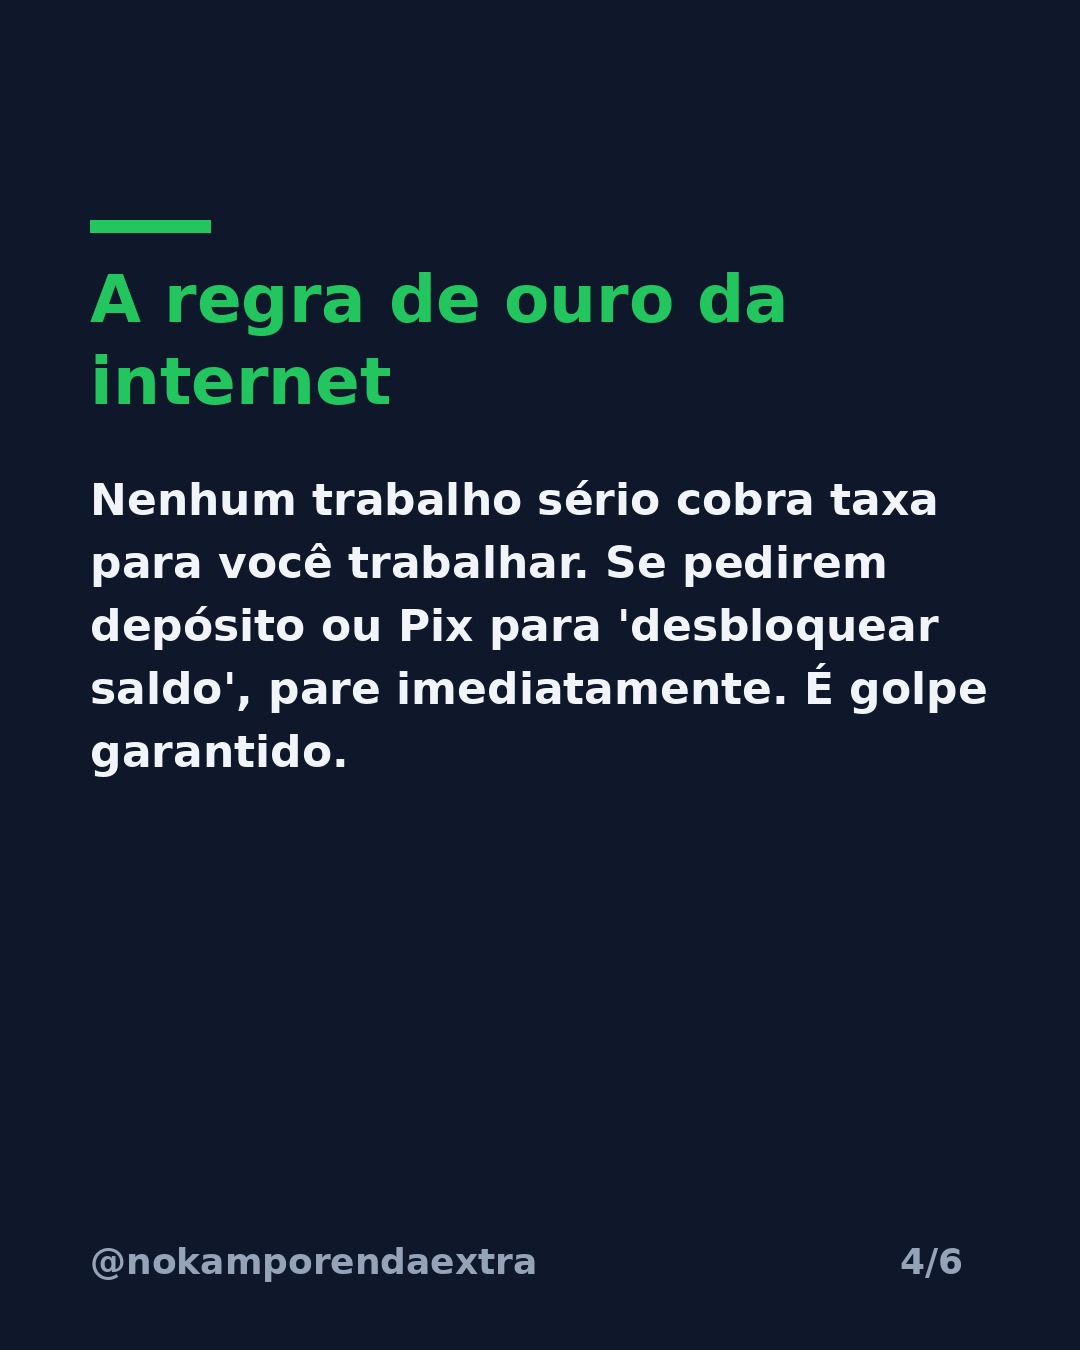 A regra de ouro da
internet
Nenhum trabalho sério cobra taxa
para você trabalhar. Se pedirem
depósito ou Pix para 'desbloquear
saldo', pare imediatamente. É golpe
garantido.
@nokamporendaextra
4/6